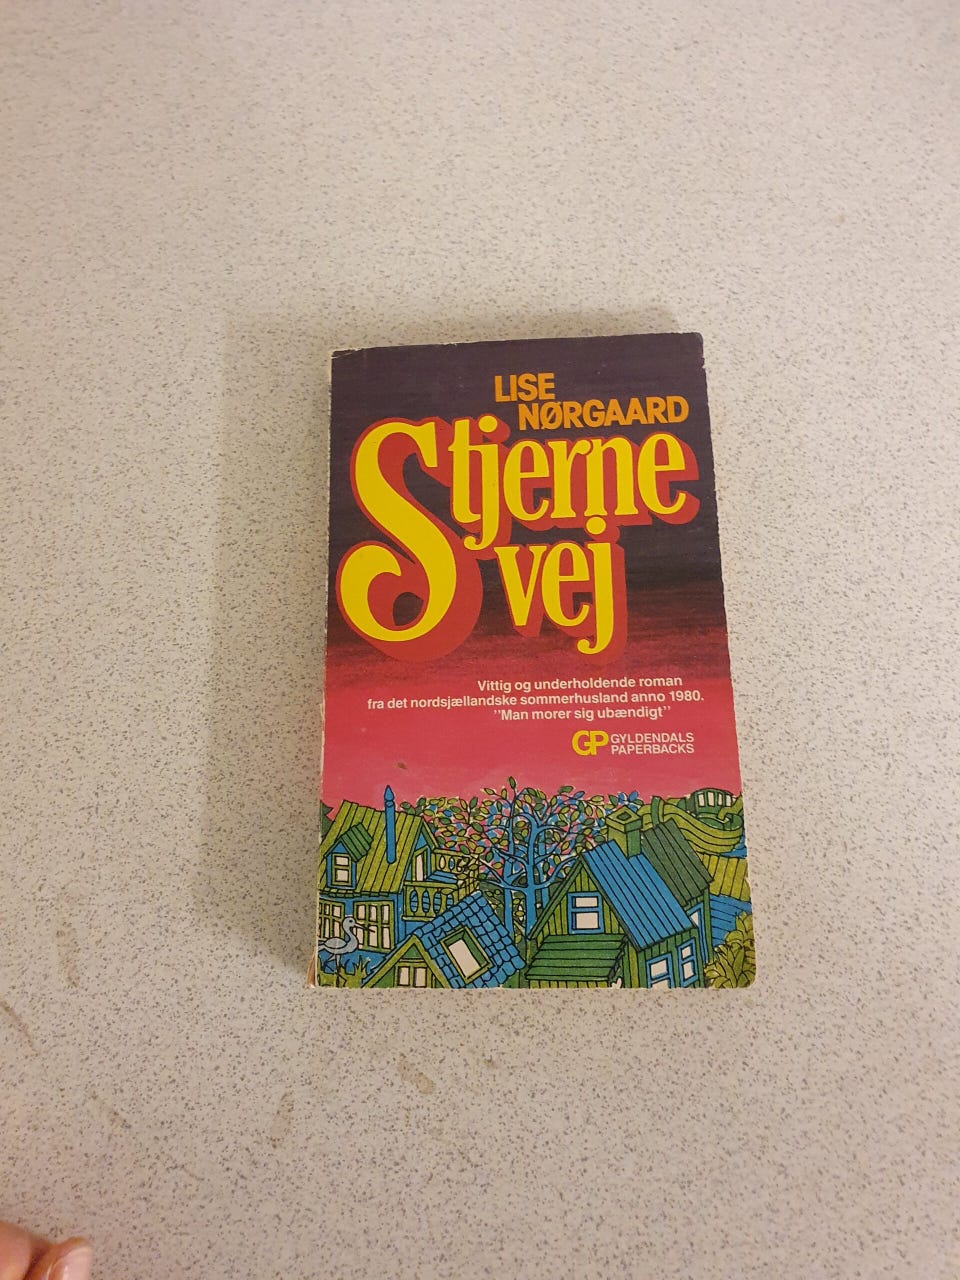 LISE
NØRGAARD
Stjerne
vej
Vittig og underholdende roman
fra det nordsjællandske sommerhusland anno 1980.
"Man morer sig ubændigt"
GP GYLDENDALS
PAPERBACKS